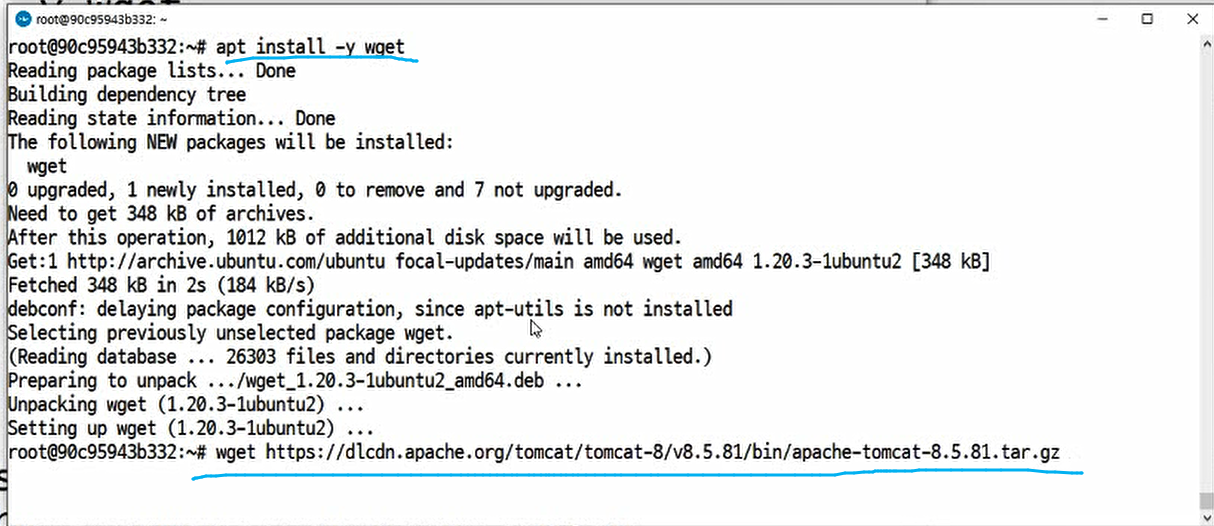 root@90c95943b332: ~
root@90c95943b332:~# apt install -y wget
Reading package lists... Done
Building dependency tree
Reading state information... Done
The following NEW packages will be installed:
  wget
0 upgraded, 1 newly installed, 0 to remove and 7 not upgraded.
Need to get 348 kB of archives.
After this operation, 1012 kB of additional disk space will be used.
Get:1 http://archive.ubuntu.com/ubuntu focal-updates/main amd64 wget amd64 1.20.3-1ubuntu2 [348 kB]
Fetched 348 kB in 2s (184 kB/s)
debconf: delaying package configuration, since apt-utils is not installed
Selecting previously unselected package wget.
(Reading database ... 26303 files and directories currently installed.)
Preparing to unpack .../wget_1.20.3-1ubuntu2_amd64.deb ...
Unpacking wget (1.20.3-1ubuntu2) ...
Setting up wget (1.20.3-1ubuntu2) ...
root@90c95943b332:~# wget https://dlcdn.apache.org/tomcat/tomcat-8/v8.5.81/bin/apache-tomcat-8.5.81.tar.gz